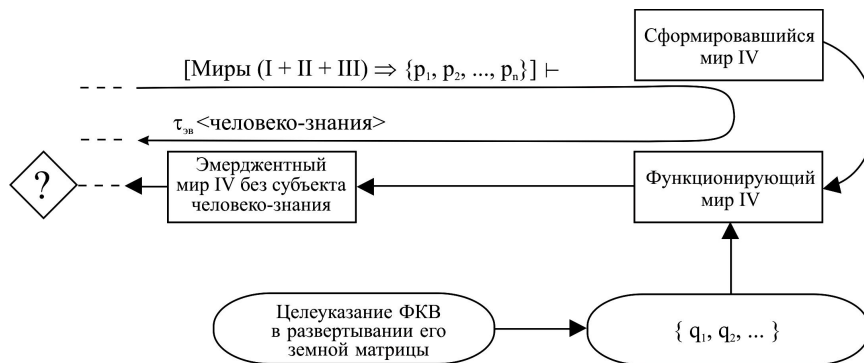 Сформировавшийся
мир IV
[Миры (I + II + III) ⇒ {p₁, p₂, ..., pₙ}] ⊢
τэв <человеко-знания>
?
Эмерджентный
мир IV без субъекта
человеко-знания
Функционирующий
мир IV
Целеуказание ФКВ
в развертывании его
земной матрицы
{ q₁, q₂, ... }